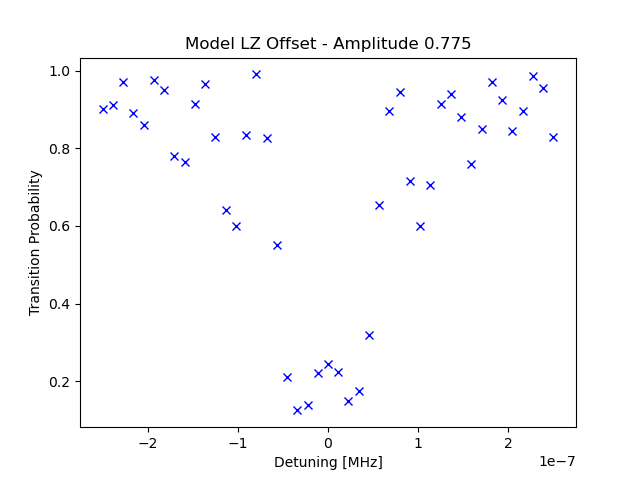 Model LZ Offset - Amplitude 0.775
1.0
0.8
0.6
0.4
0.2
Transition Probability
−2
−1
0
1
2
1e−7
Detuning [MHz]